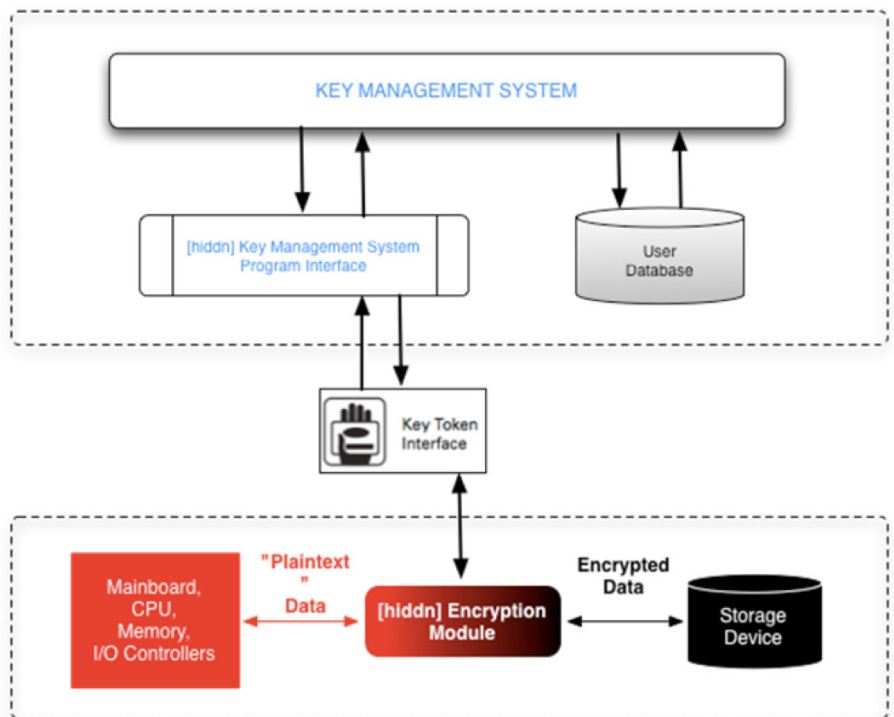 KEY MANAGEMENT SYSTEM
[hiddn] Key Management System
Program Interface
User
Database
Key Token
Interface
"Plaintext
"
Data
Encrypted
Data
Mainboard,
CPU,
Memory,
I/O Controllers
[hiddn] Encryption
Module
Storage
Device